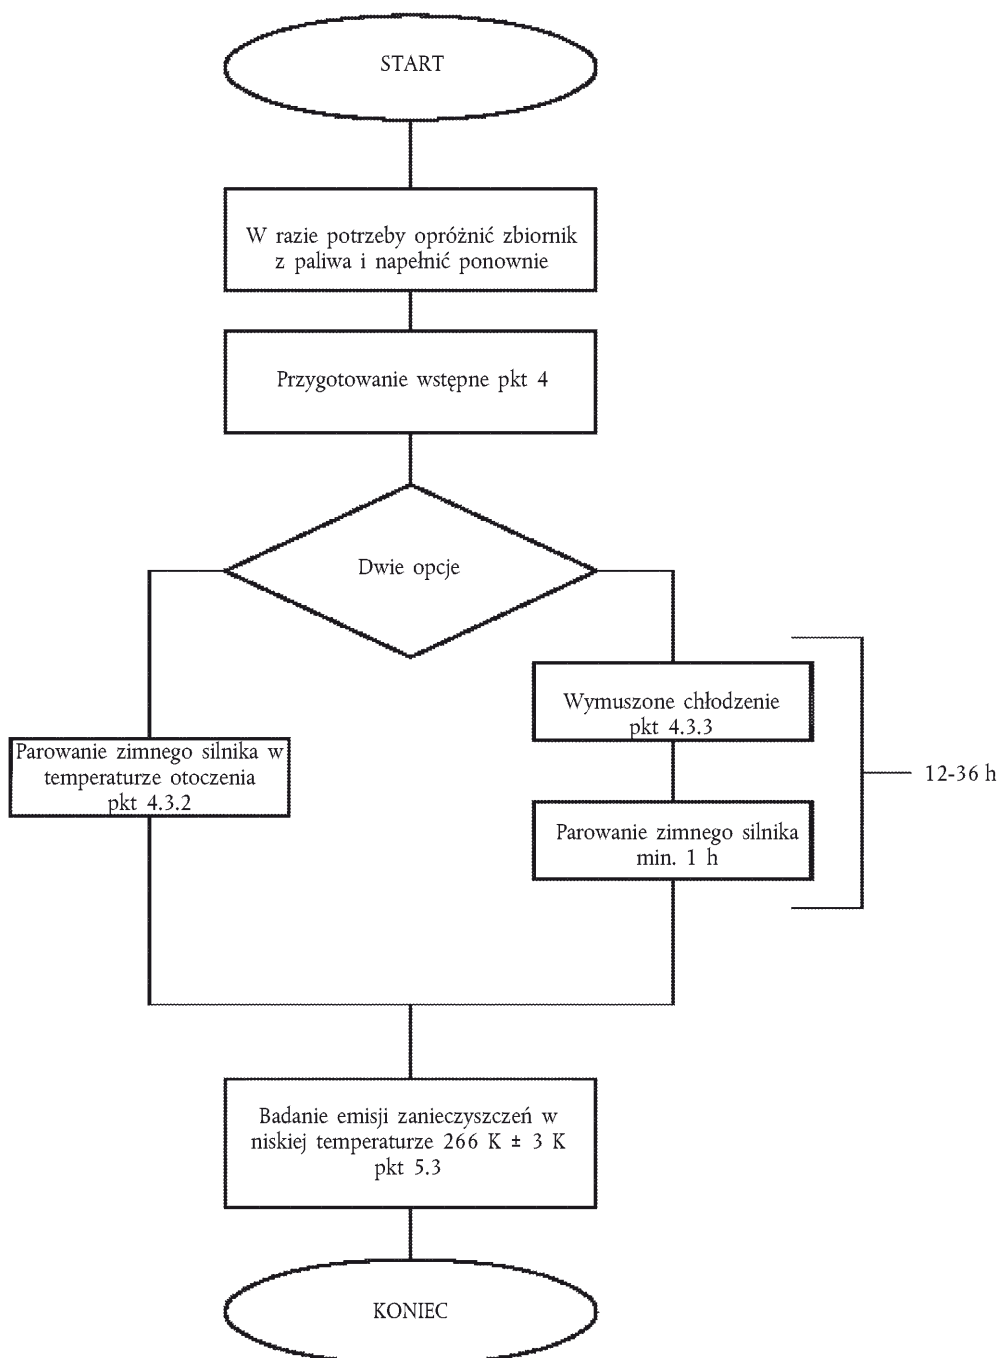 START
W razie potrzeby opróżnić zbiornik
z paliwa i napełnić ponownie
Przygotowanie wstępne pkt 4
Dwie opcje
Parowanie zimnego silnika w
temperaturze otoczenia
pkt 4.3.2
Wymuszone chłodzenie
pkt 4.3.3
Parowanie zimnego silnika
min. 1 h
12-36 h
Badanie emisji zanieczyszczeń w
niskiej temperaturze 266 K ± 3 K
pkt 5.3
KONIEC